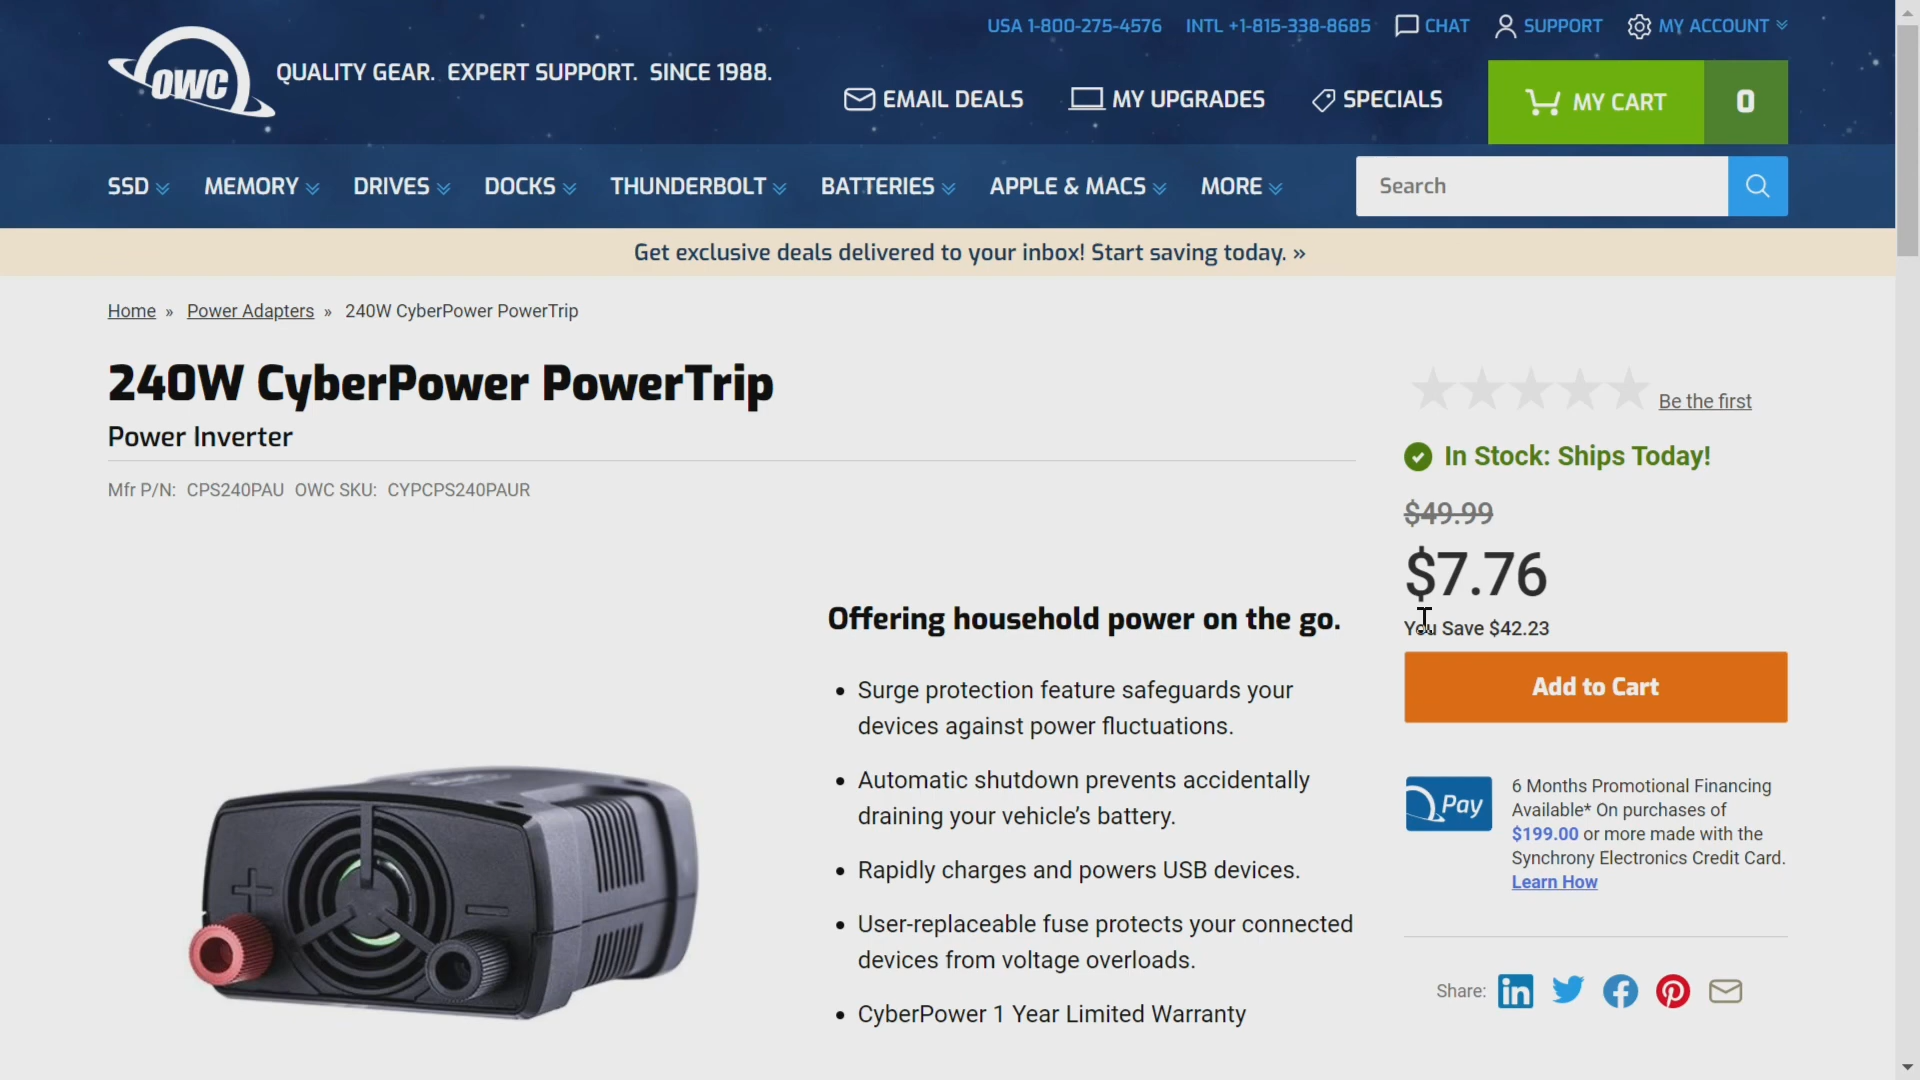 USA 1-800-275-4576 INTL +1-815-338-8685 CHAT SUPPORT MY ACCOUNT
OWC QUALITY GEAR. EXPERT SUPPORT. SINCE 1988.
EMAIL DEALS MY UPGRADES SPECIALS MY CART 0
SSD MEMORY DRIVES DOCKS THUNDERBOLT BATTERIES APPLE & MACS MORE Search
Get exclusive deals delivered to your inbox! Start saving today. »
Home » Power Adapters » 240W CyberPower PowerTrip
240W CyberPower PowerTrip
Power Inverter
Mfr P/N: CPS240PAU OWC SKU: CYPCPS240PAUR
Offering household power on the go.
Surge protection feature safeguards your
devices against power fluctuations.
Automatic shutdown prevents accidentally
draining your vehicle’s battery.
Rapidly charges and powers USB devices.
User-replaceable fuse protects your connected
devices from voltage overloads.
CyberPower 1 Year Limited Warranty
Be the first
In Stock: Ships Today!
$49.99
$7.76
You Save $42.23
Add to Cart
Pay
6 Months Promotional Financing
Available* On purchases of
$199.00 or more made with the
Synchrony Electronics Credit Card.
Learn How
Share: